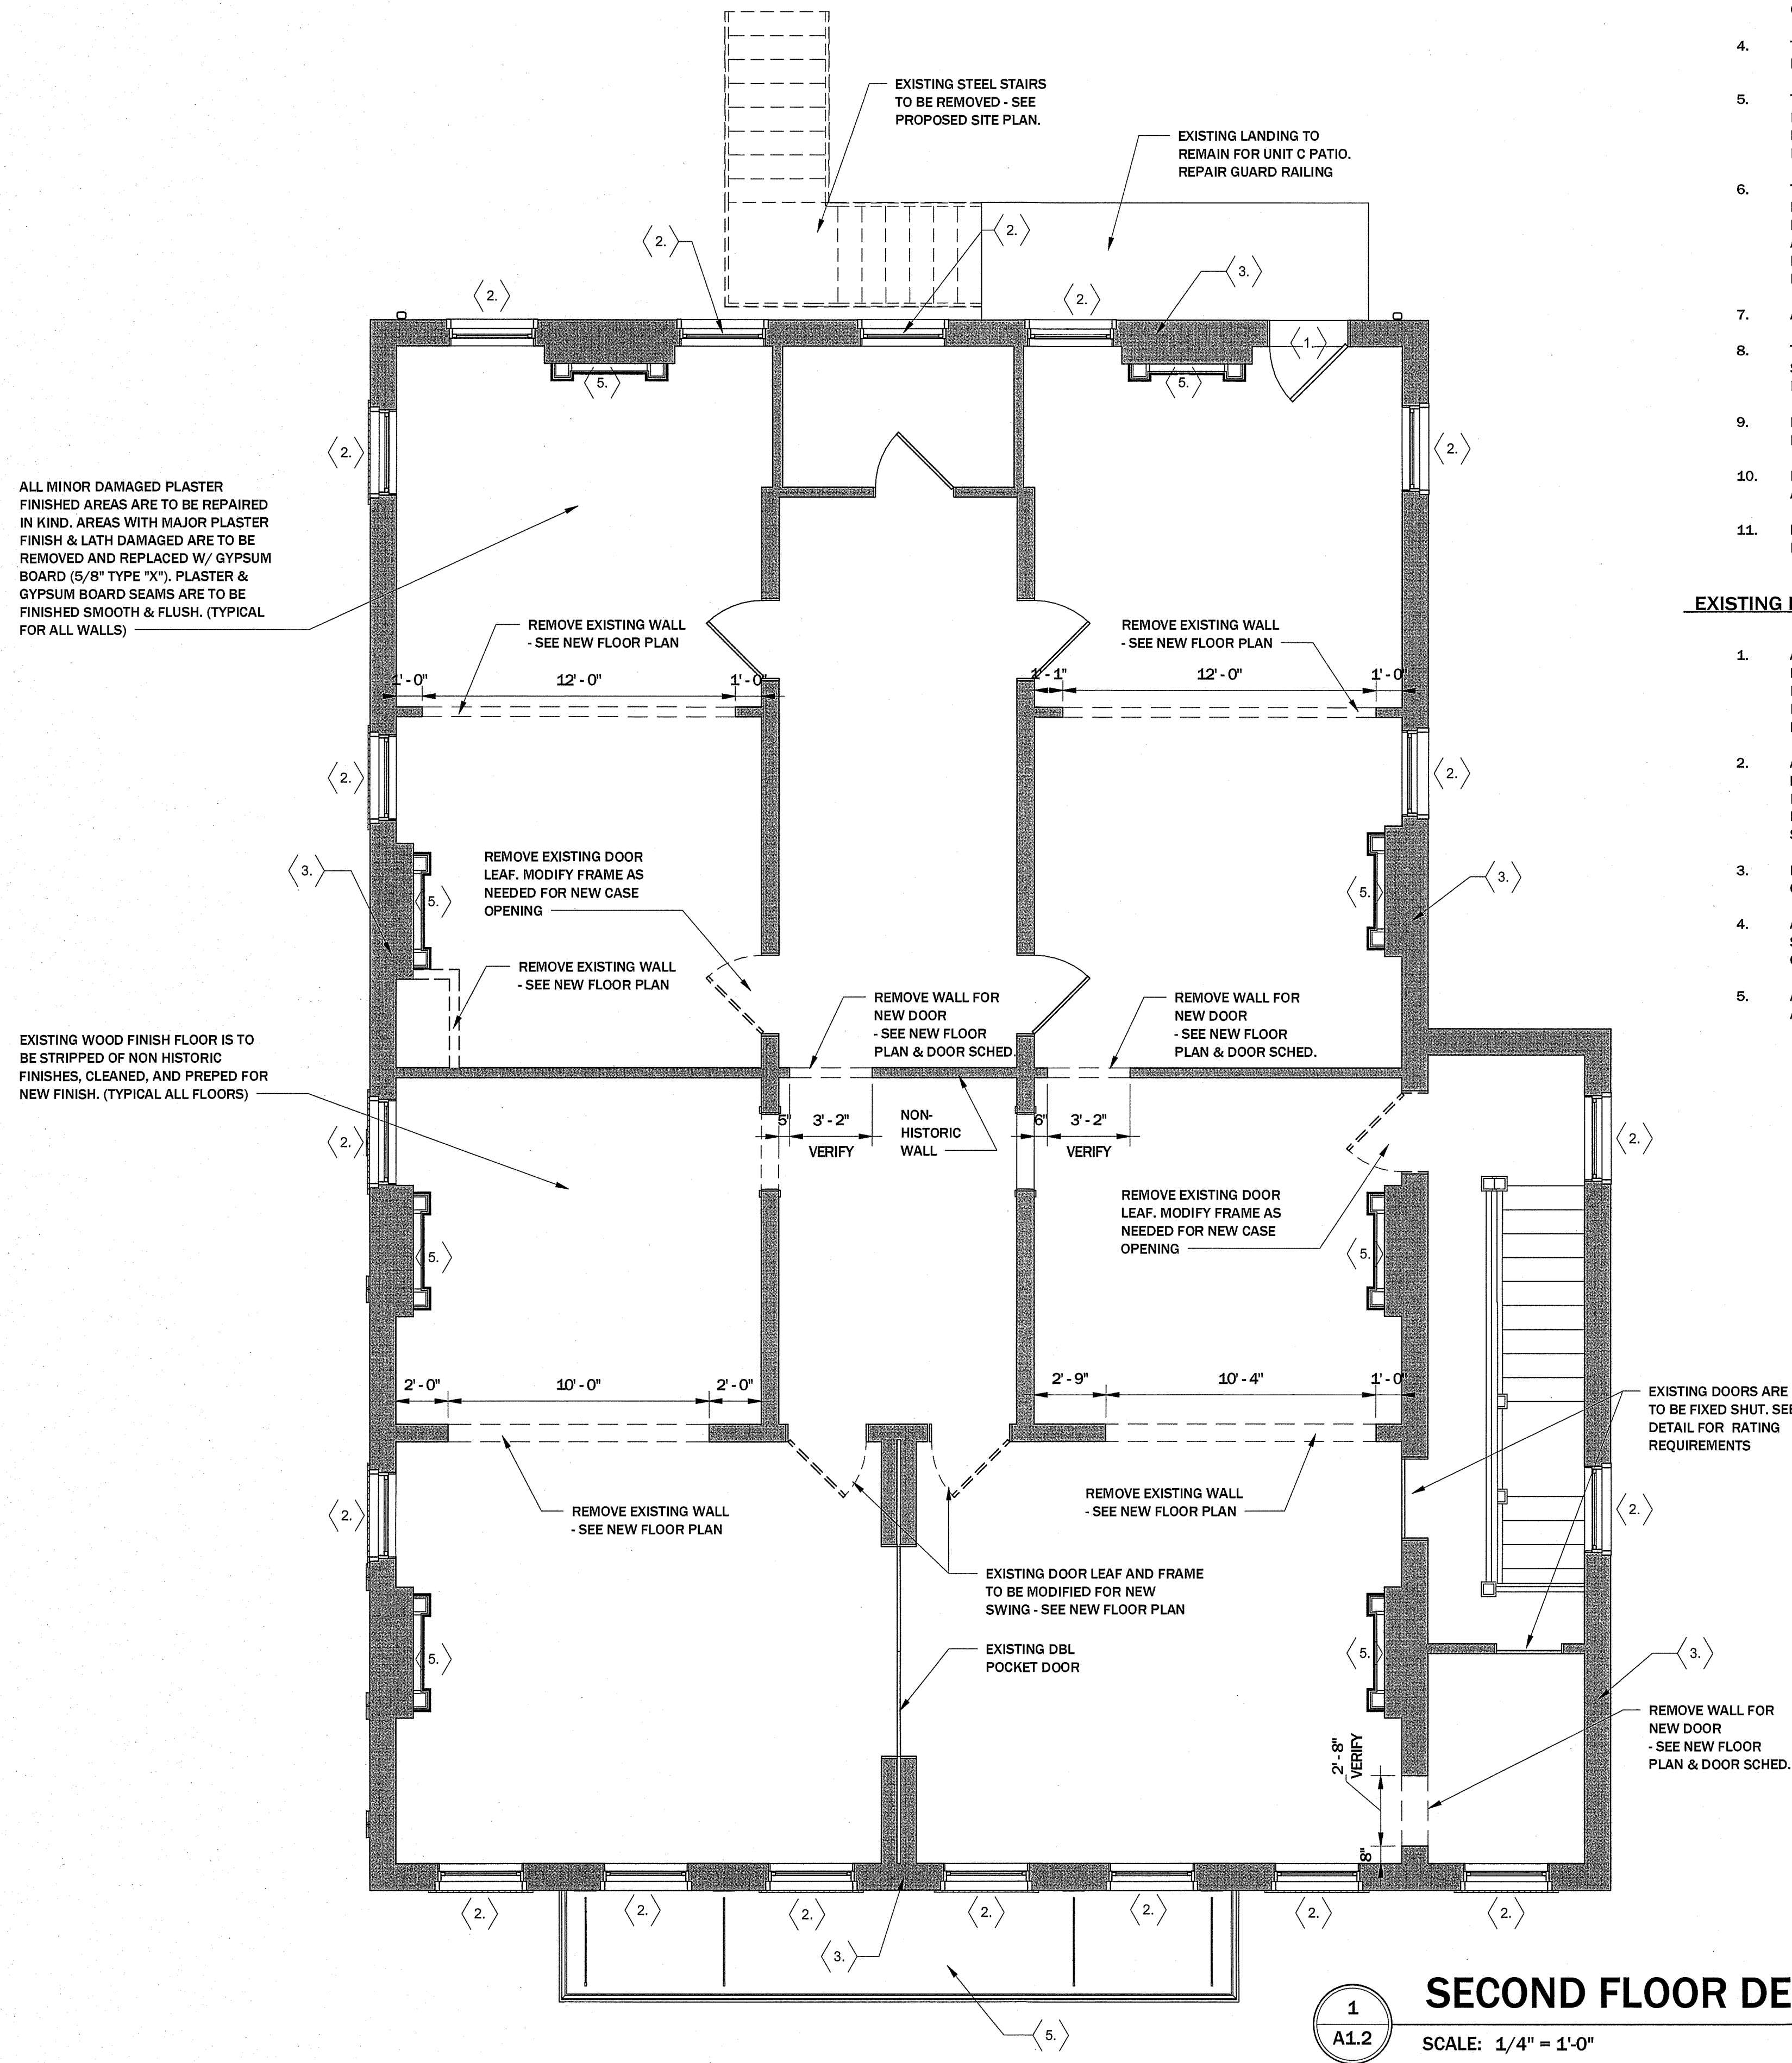 EXISTING STEEL STAIRS
TO BE REMOVED - SEE
PROPOSED SITE PLAN.
EXISTING LANDING TO
REMAIN FOR UNIT C PATIO.
REPAIR GUARD RAILING
4.
5.
6.
7.
8.
9.
10.
11.
EXISTING
1.
2.
3.
4.
5.
2.
2.
3.
2.
2.
1.
5.
5.
2.
2.
ALL MINOR DAMAGED PLASTER
FINISHED AREAS ARE TO BE REPAIRED
IN KIND. AREAS WITH MAJOR PLASTER
FINISH & LATH DAMAGED ARE TO BE
REMOVED AND REPLACED W/ GYPSUM
BOARD (5/8" TYPE "X"). PLASTER &
GYPSUM BOARD SEAMS ARE TO BE
FINISHED SMOOTH & FLUSH. (TYPICAL
FOR ALL WALLS)
REMOVE EXISTING WALL
- SEE NEW FLOOR PLAN
REMOVE EXISTING WALL
- SEE NEW FLOOR PLAN
1'-0" 12'-0" 1'-0" 1'-1" 12'-0" 1'-0"
2.
2.
REMOVE EXISTING DOOR
LEAF. MODIFY FRAME AS
NEEDED FOR NEW CASE
OPENING
3.
5.
5.
3.
REMOVE EXISTING WALL
- SEE NEW FLOOR PLAN
REMOVE WALL FOR
NEW DOOR
- SEE NEW FLOOR
PLAN & DOOR SCHED.
REMOVE WALL FOR
NEW DOOR
- SEE NEW FLOOR
PLAN & DOOR SCHED.
EXISTING WOOD FINISH FLOOR IS TO
BE STRIPPED OF NON HISTORIC
FINISHES, CLEANED, AND PREPED FOR
NEW FINISH. (TYPICAL ALL FLOORS)
2.
5" 3'-2"
VERIFY
NON-
HISTORIC
WALL
6" 3'-2"
VERIFY
2.
REMOVE EXISTING DOOR
LEAF. MODIFY FRAME AS
NEEDED FOR NEW CASE
OPENING
5.
5.
2'-0" 10'-0" 2'-0" 2'-9" 10'-4" 1'-0"
EXISTING DOORS ARE
TO BE FIXED SHUT. SEE
DETAIL FOR RATING
REQUIREMENTS
2.
REMOVE EXISTING WALL
- SEE NEW FLOOR PLAN
REMOVE EXISTING WALL
- SEE NEW FLOOR PLAN
2.
EXISTING DOOR LEAF AND FRAME
TO BE MODIFIED FOR NEW
SWING - SEE NEW FLOOR PLAN
EXISTING DBL
POCKET DOOR
5.
5.
3.
REMOVE WALL FOR
NEW DOOR
- SEE NEW FLOOR
PLAN & DOOR SCHED.
2'-8"
VERIFY
8"
2.
2.
2.
2.
2.
2.
2.
3.
5.
1
A1.2
SECOND FLOOR DE
SCALE: 1/4" = 1'-0"